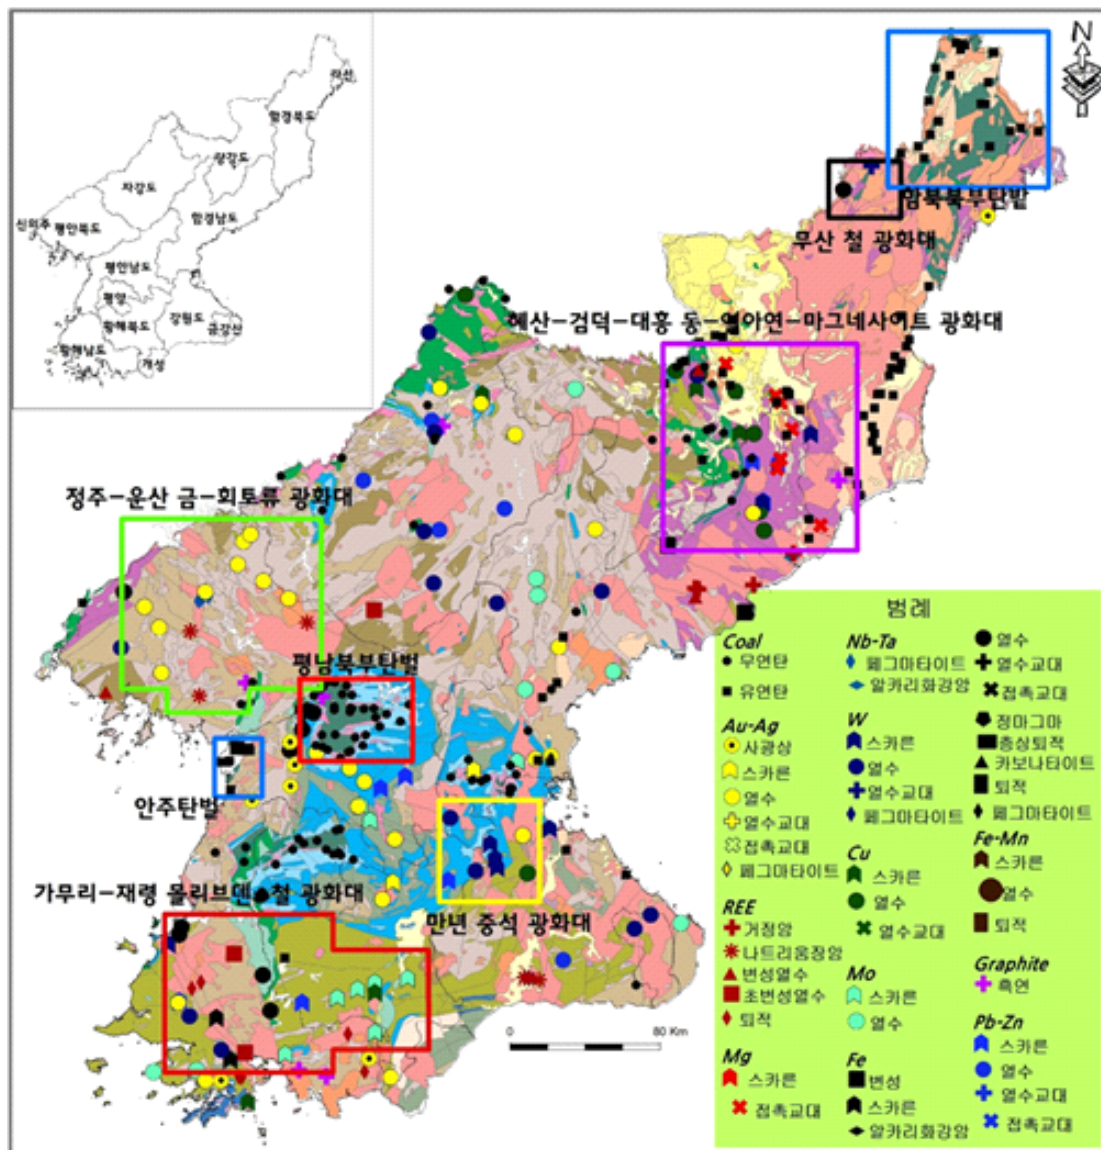 라선
함경북도
량강도
자강도
함경남도
신의주
평안북도
평안남도
평양
황해북도
강원도
금강산
황해남도
개성
N
함북북부탄밭
무산 철 광화대
혜산-검덕-대흥 동-연아연-마그네사이트 광화대
정주-운산 금-희토류 광화대
평남북부탄벌
안주탄벌
가무리-재령 몰리브덴-철 광화대
만년 중석 광화대
0 80 Km
범례
Coal
무연탄
유연탄
Au-Ag
사광상
스카른
열수
열수교대
접촉교대
페그마타이트
REE
거정암
나트리움장암
변성열수
초변성열수
퇴적
Mg
스카른
접촉교대
Nb-Ta
페그마타이트
알카리화강암
W
스카른
열수
열수교대
페그마타이트
Cu
스카른
열수
열수교대
Mo
스카른
열수
Fe
변성
스카른
알카리화강암
열수
열수교대
접촉교대
정마그마
층상퇴적
카보나타이트
퇴적
페그마타이트
Fe-Mn
스카른
열수
퇴적
Graphite
흑연
Pb-Zn
스카른
열수
열수교대
접촉교대